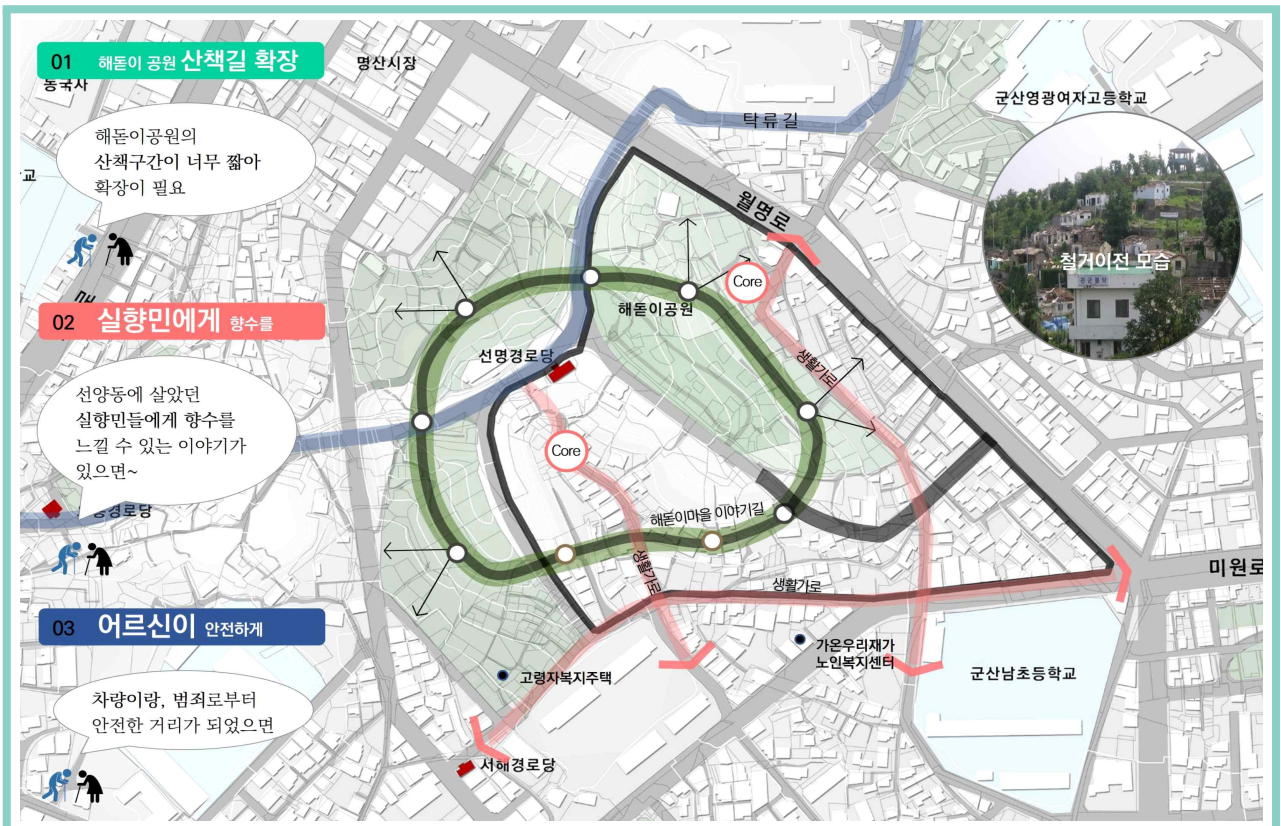 01 해돋이 공원 산책길 확장
동국사
명산시장
해돋이공원의
산책구간이 너무 짧아
확장이 필요
탁류길
군산영광여자고등학교
월명로
철거이전 모습
교
Core
해돋이공원
02 실향민에게 향수를
선명경로당
생활가로
선양동에 살았던
실향민들에게 향수를
느낄 수 있는 이야기가
있으면~
Core
경로당
해돋이마을 이야기길
생활가로
생활가로
미원로
03 어르신이 안전하게
가온우리재가
노인복지센터
고령자복지주택
군산남초등학교
차량이랑, 범죄로부터
안전한 거리가 되었으면
서해경로당